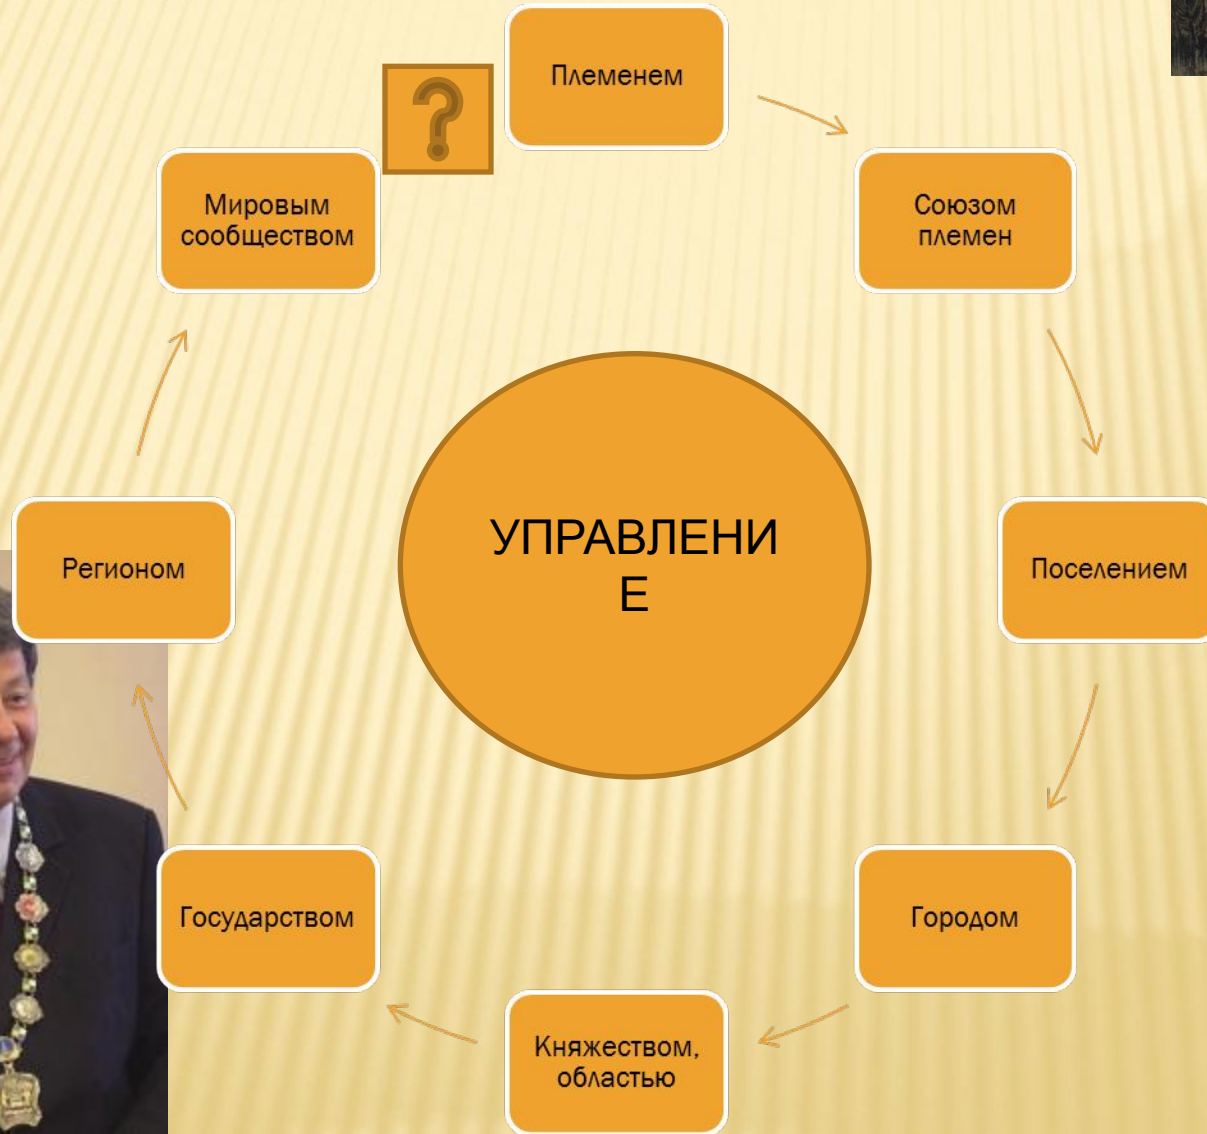 Племенем
?
Мировым
сообществом
Союзом
племен
УПРАВЛЕНИ
Е
Регионом
Поселением
Государством
Городом
Княжеством,
областью